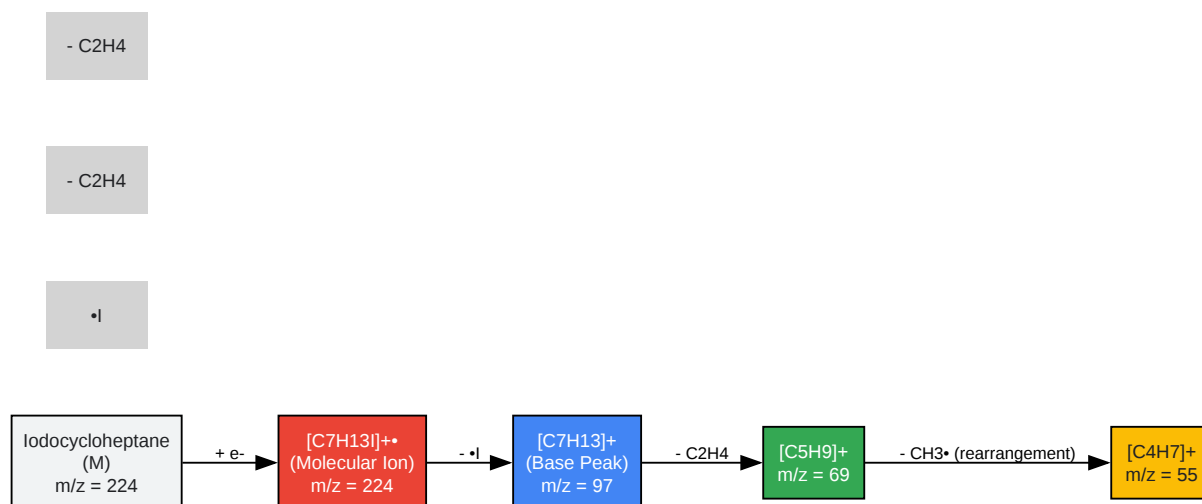 - C2H4
- C2H4
•I
Iodocycloheptane
(M)
m/z = 224
+ e-
[C7H13I]+•
(Molecular Ion)
m/z = 224
- •I
[C7H13]+
(Base Peak)
m/z = 97
- C2H4
[C5H9]+
m/z = 69
- CH3• (rearrangement)
[C4H7]+
m/z = 55